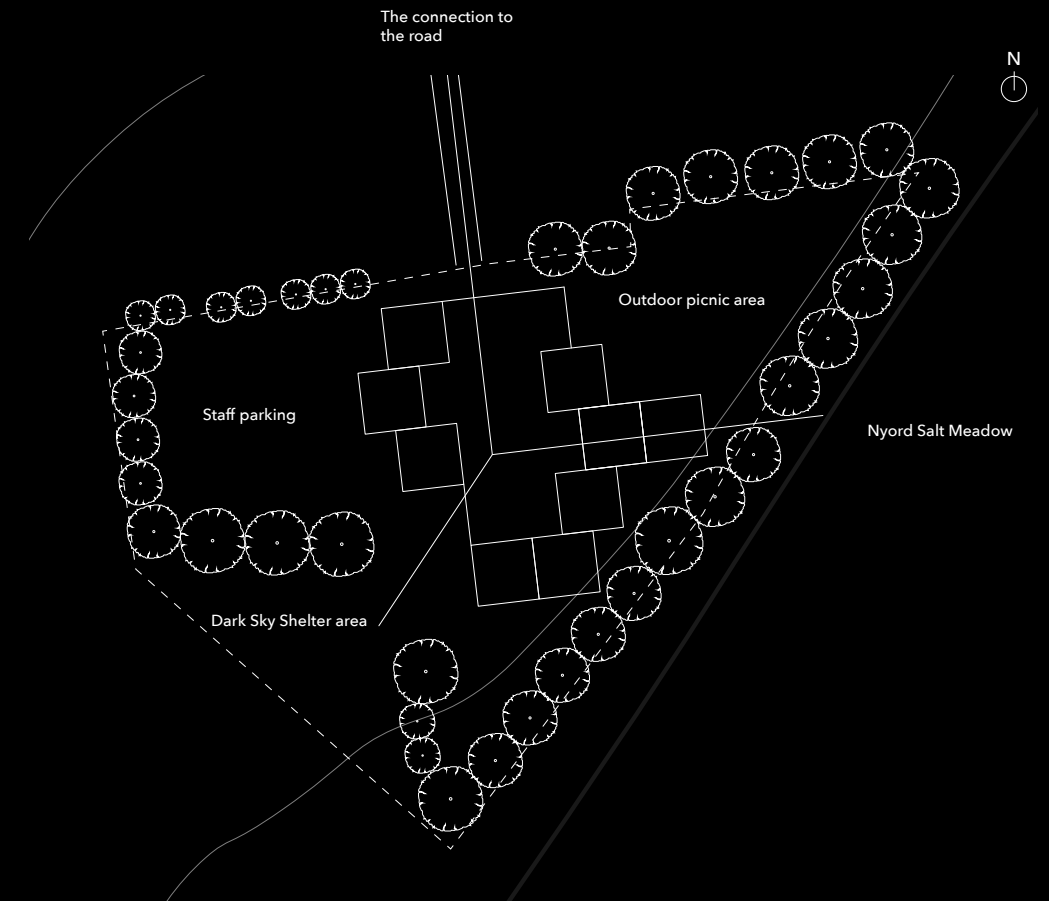 The connection to
the road
N
Outdoor picnic area
Staff parking
Nyord Salt Meadow
Dark Sky Shelter area